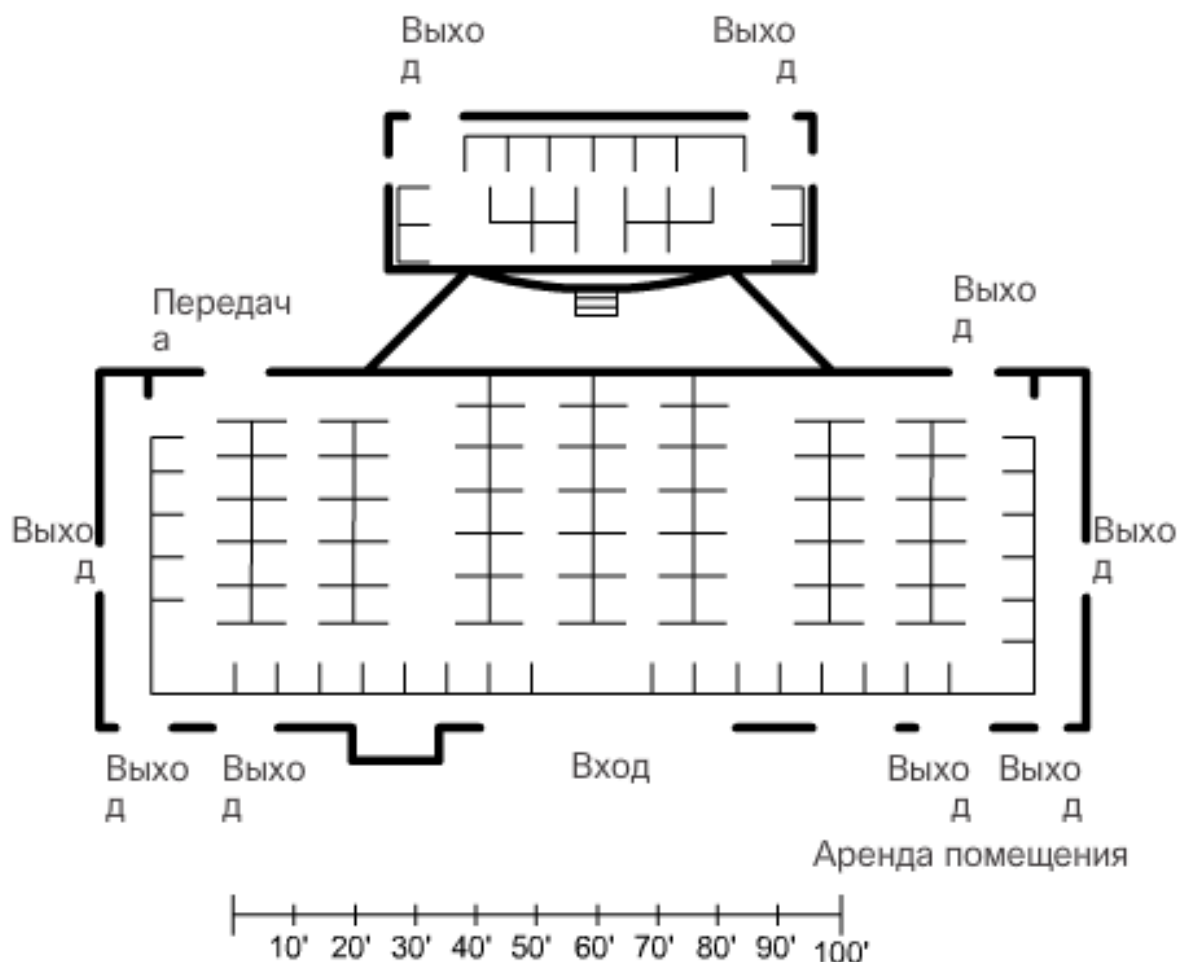 Выхо
д
Выхо
д
Передач
а
Выхо
д
Выхо
д
Выхо
д
Выхо
д
Выхо
д
Вход
Выхо
д
Выхо
д
Аренда помещения
10' 20' 30' 40' 50' 60' 70' 80' 90' 100'